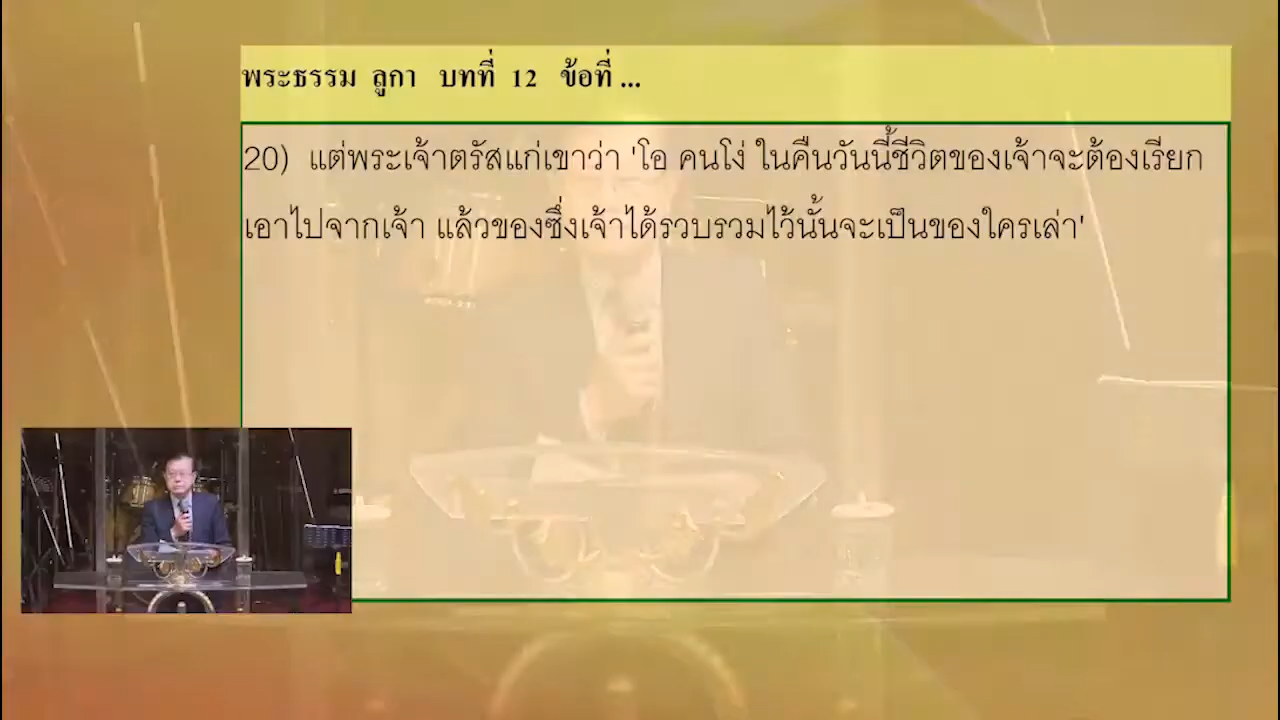 พระธรรม ลูกา บทที่ 12 ข้อที่ ...
20) แต่พระเจ้าตรัสแก่เขาว่า 'โอ คนโง่ ในคืนวันนี้ชีวิตของเจ้าจะต้องเรียก
เอาไปจากเจ้า แล้วของซึ่งเจ้าได้รวบรวมไว้นั้นจะเป็นของใครเล่า'